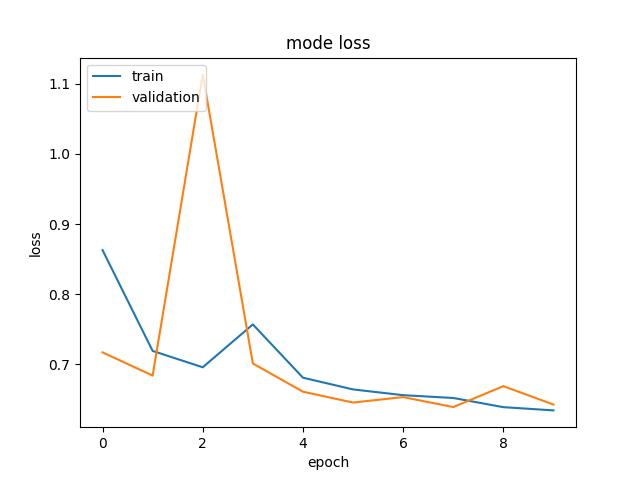 mode loss
train
validation
1.1
1.0
0.9
0.8
0.7
loss
0 2 4 6 8
epoch